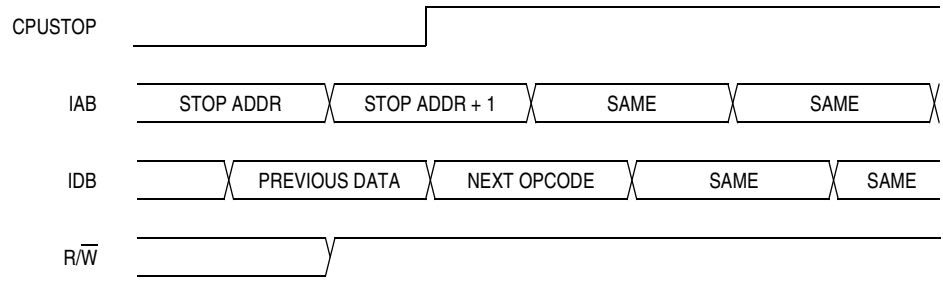 CPUSTOP
IAB STOP ADDR STOP ADDR + 1 SAME SAME
IDB PREVIOUS DATA NEXT OPCODE SAME SAME
R/W̅